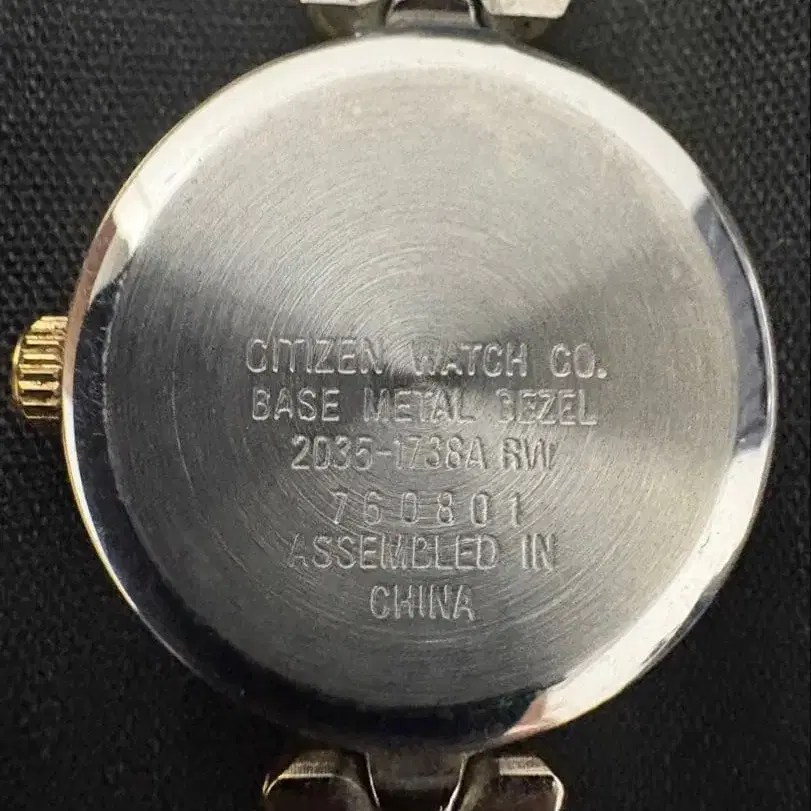 CITIZEN WATCH CO.
BASE METAL BEZEL
2035-1738A RW
760801
ASSEMBLED IN
CHINA